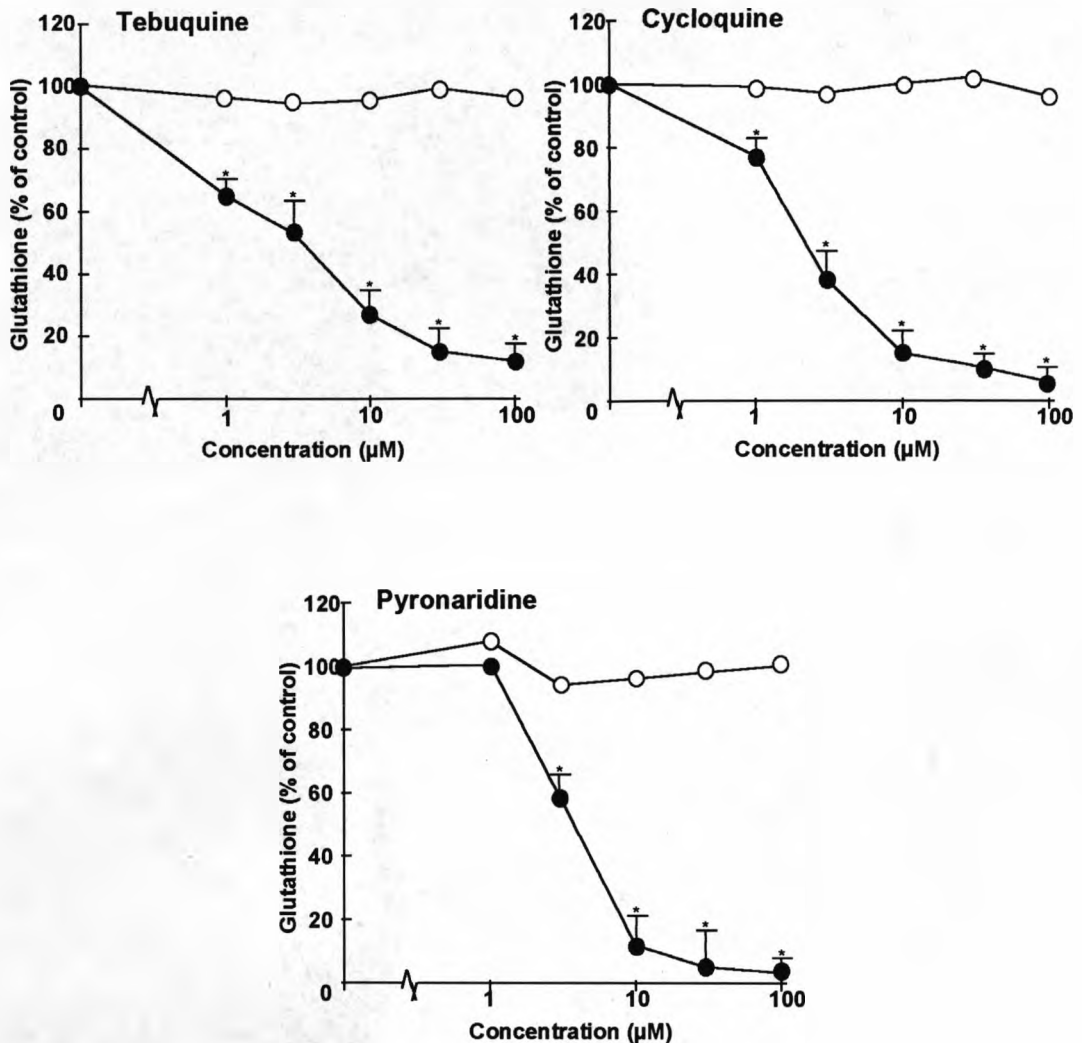 Tebuquine
120
100
80
60
40
20
0
Glutathione (% of control)
* * * * *
1 10 100
Concentration (µM)
Cycloquine
120
100
80
60
40
20
0
Glutathione (% of control)
* * * * *
1 10 100
Concentration (µM)
Pyronaridine
120
100
80
60
40
20
0
Glutathione (% of control)
* * * *
1 10 100
Concentration (µM)